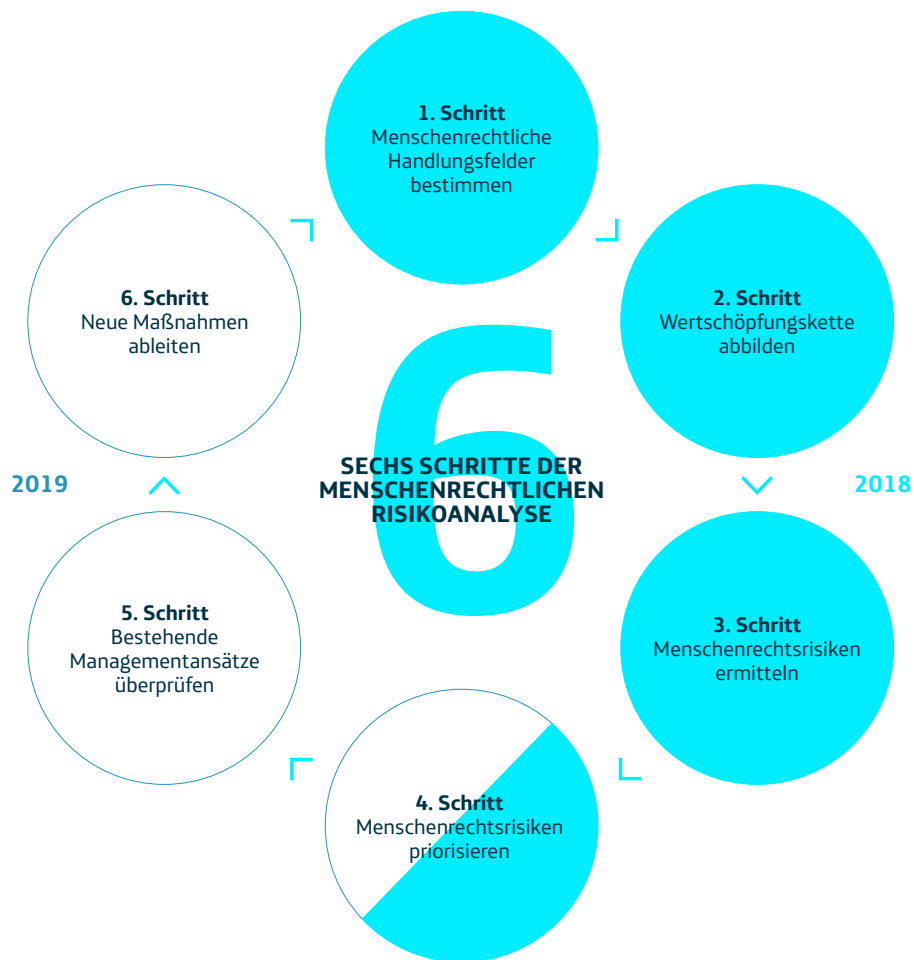 1. Schritt
Menschenrechtliche
Handlungsfelder
bestimmen
2. Schritt
Wertschöpfungskette
abbilden
3. Schritt
Menschenrechtsrisiken
ermitteln
4. Schritt
Menschenrechtsrisiken
priorisieren
5. Schritt
Bestehende
Managementansätze
überprüfen
6. Schritt
Neue Maßnahmen
ableiten
6
SECHS SCHRITTE DER
MENSCHENRECHTLICHEN
RISIKOANALYSE
2019
2018